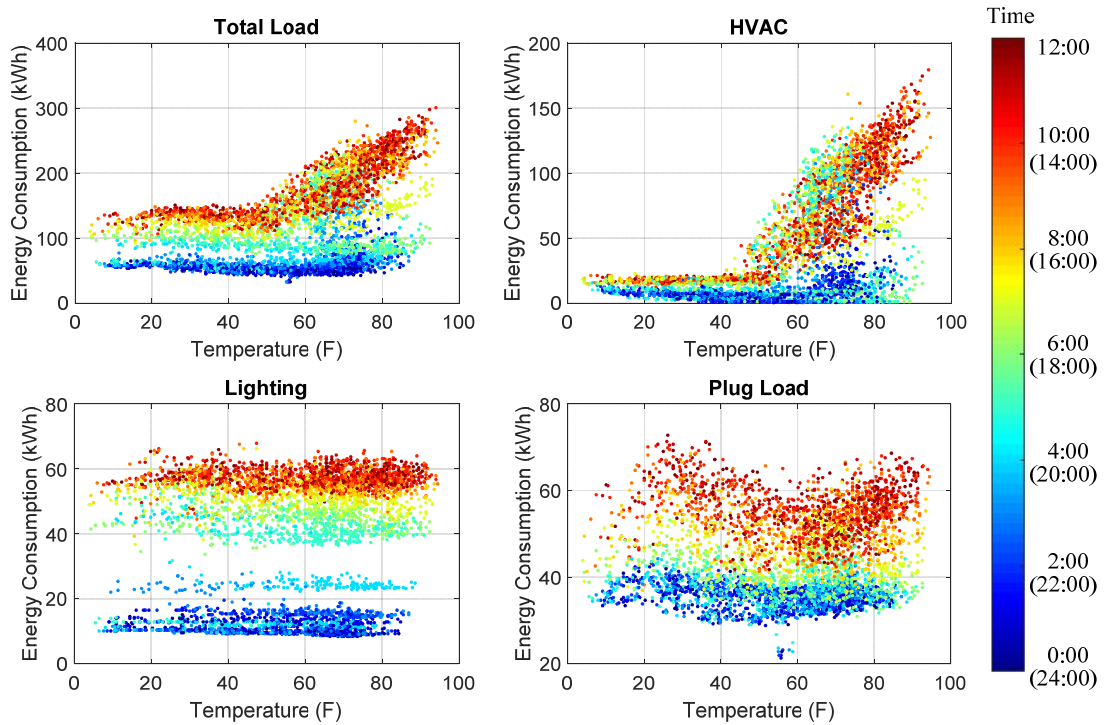 Total Load
Energy Consumption (kWh)
400
300
200
100
0
0 20 40 60 80 100
Temperature (F)
HVAC
Energy Consumption (kWh)
200
150
100
50
0
0 20 40 60 80 100
Temperature (F)
Lighting
Energy Consumption (kWh)
80
60
40
20
0
0 20 40 60 80 100
Temperature (F)
Plug Load
Energy Consumption (kWh)
80
60
40
20
0 20 40 60 80 100
Temperature (F)
Time
12:00
10:00
(14:00)
8:00
(16:00)
6:00
(18:00)
4:00
(20:00)
2:00
(22:00)
0:00
(24:00)